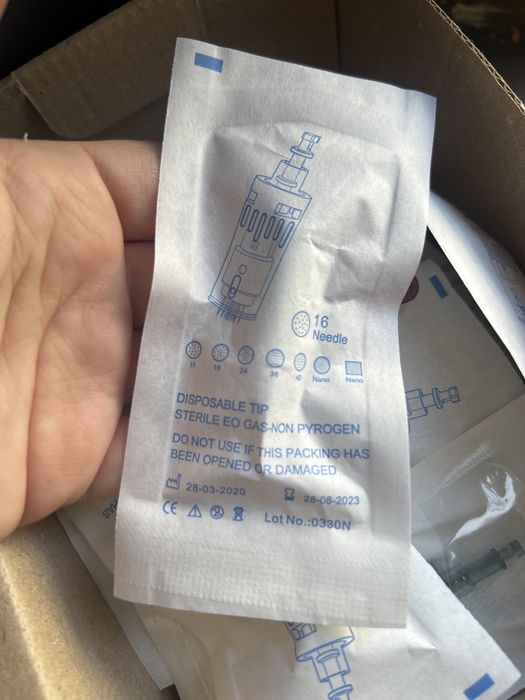 16
Needle
11 16 24 36 42 Nano Nano
DISPOSABLE TIP
STERILE EO GAS-NON PYROGEN
DO NOT USE IF THIS PACKING HAS
BEEN OPENED OR DAMAGED
28-03-2020 28-08-2023
CE Lot No.:0330N